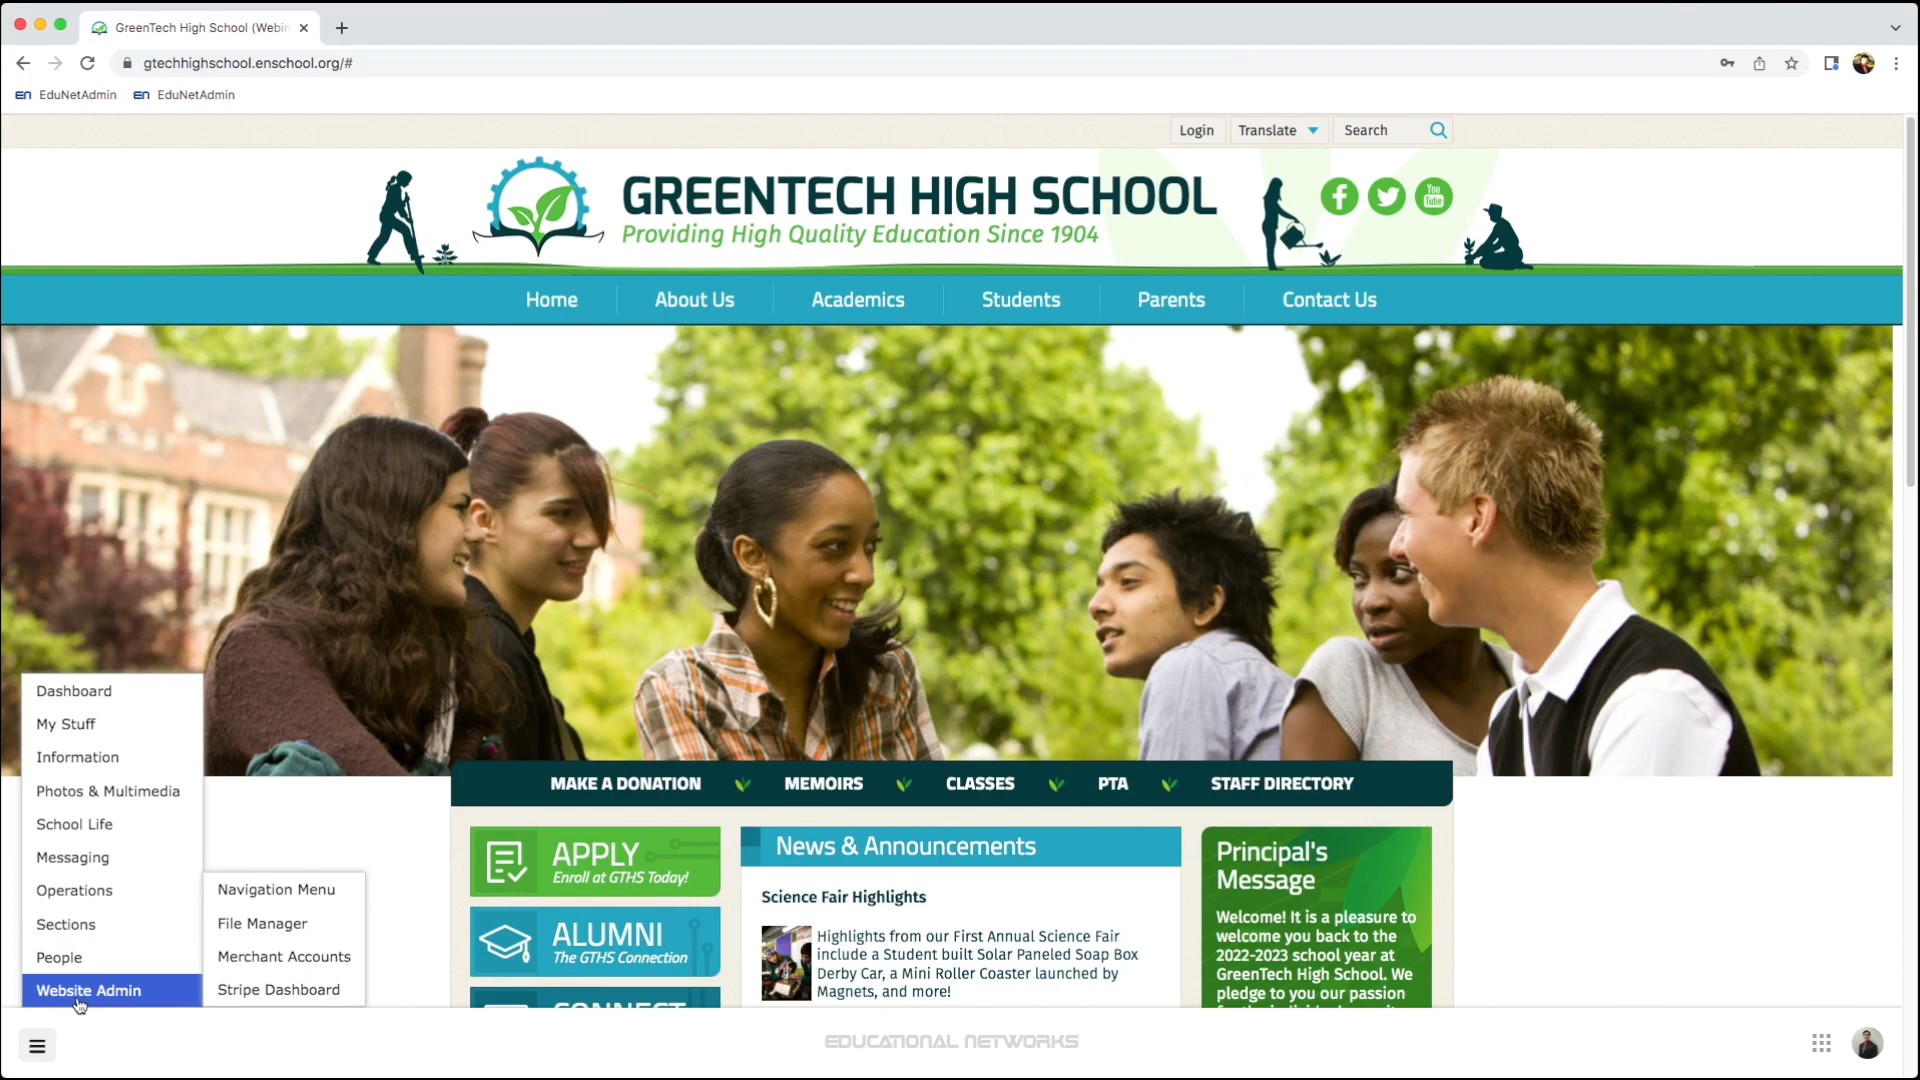 GreenTech High School (Webin
gtechhighschool.enschool.org/#
en EduNetAdmin en EduNetAdmin
Login Translate Search
GREENTECH HIGH SCHOOL
Providing High Quality Education Since 1904
You
Tube
Home About Us Academics Students Parents Contact Us
Dashboard
My Stuff
Information
Photos & Multimedia
School Life
Messaging
Operations
Sections
People
Website Admin
Navigation Menu
File Manager
Merchant Accounts
Stripe Dashboard
MAKE A DONATION MEMOIRS CLASSES PTA STAFF DIRECTORY
APPLY
Enroll at GTHS Today!
ALUMNI
The GTHS Connection
CONNECT
News & Announcements
Science Fair Highlights
Highlights from our First Annual Science Fair
include a Student built Solar Paneled Soap Box
Derby Car, a Mini Roller Coaster launched by
Magnets, and more!
Principal's
Message
Welcome! It is a pleasure to
welcome you back to the
2022-2023 school year at
GreenTech High School. We
pledge to you our passion
EDUCATIONAL NETWORKS